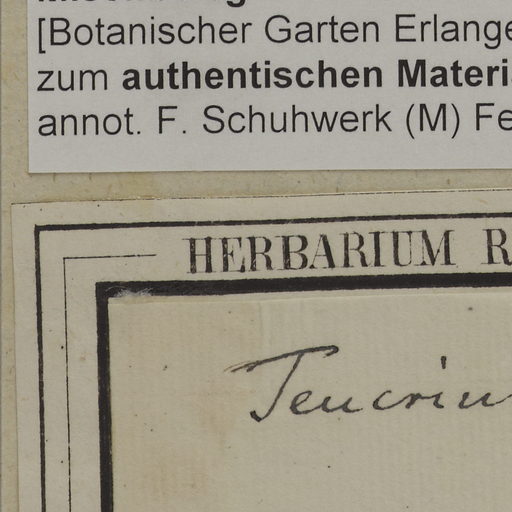 [Botanischer Garten Erlange
zum authentischen Materi
annot. F. Schuhwerk (M) Fe
HERBARIUM R
Teucriu